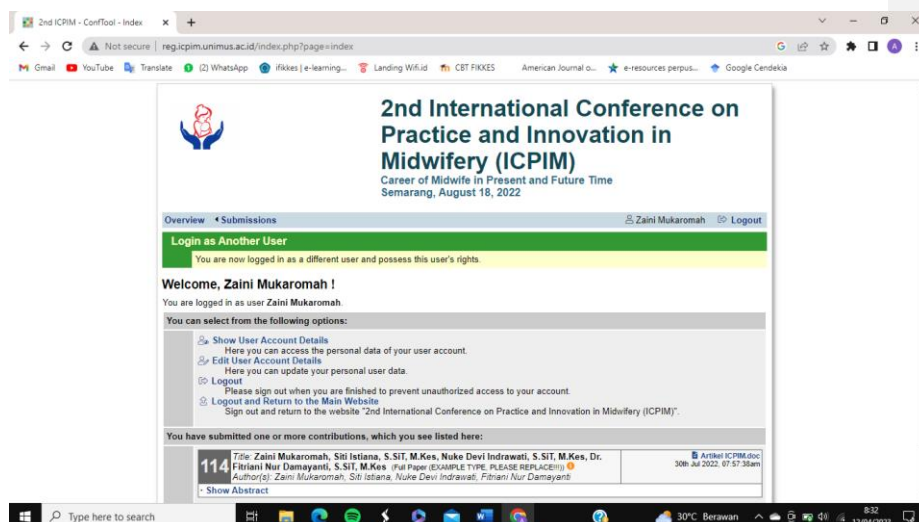 2nd ICPIM - ConfTool - Index
Not secure | reg.icpim.unimus.ac.id/index.php?page=index
Gmail YouTube Translate (2) WhatsApp ifikkes | e-learning... Landing Wifi.id CBT FIKKES American Journal o... e-resources perpus... Google Cendekia
2nd International Conference on
Practice and Innovation in
Midwifery (ICPIM)
Career of Midwife in Present and Future Time
Semarang, August 18, 2022
Overview Submissions Zaini Mukaromah Logout
Login as Another User
You are now logged in as a different user and possess this user's rights.
Welcome, Zaini Mukaromah !
You are logged in as user Zaini Mukaromah.
You can select from the following options:
Show User Account Details
Here you can access the personal data of your user account.
Edit User Account Details
Here you can update your personal user data.
Logout
Please sign out when you are finished to prevent unauthorized access to your account.
Logout and Return to the Main Website
Sign out and return to the website "2nd International Conference on Practice and Innovation in Midwifery (ICPIM)".
You have submitted one or more contributions, which you see listed here:
114 Title: Zaini Mukaromah, Siti Istiana, S.SiT, M.Kes, Nuke Devi Indrawati, S.SiT, M.Kes, Dr. Artikel ICPIM.doc
Fitriani Nur Damayanti, S.SiT, M.Kes (Full Paper (EXAMPLE TYPE, PLEASE REPLACE!!!)) 30th Jul 2022, 07:57:38am
Author(s): Zaini Mukaromah, Siti Istiana, Nuke Devi Indrawati, Fitriani Nur Damayanti
Show Abstract
Type here to search 30°C Berawan 8:32